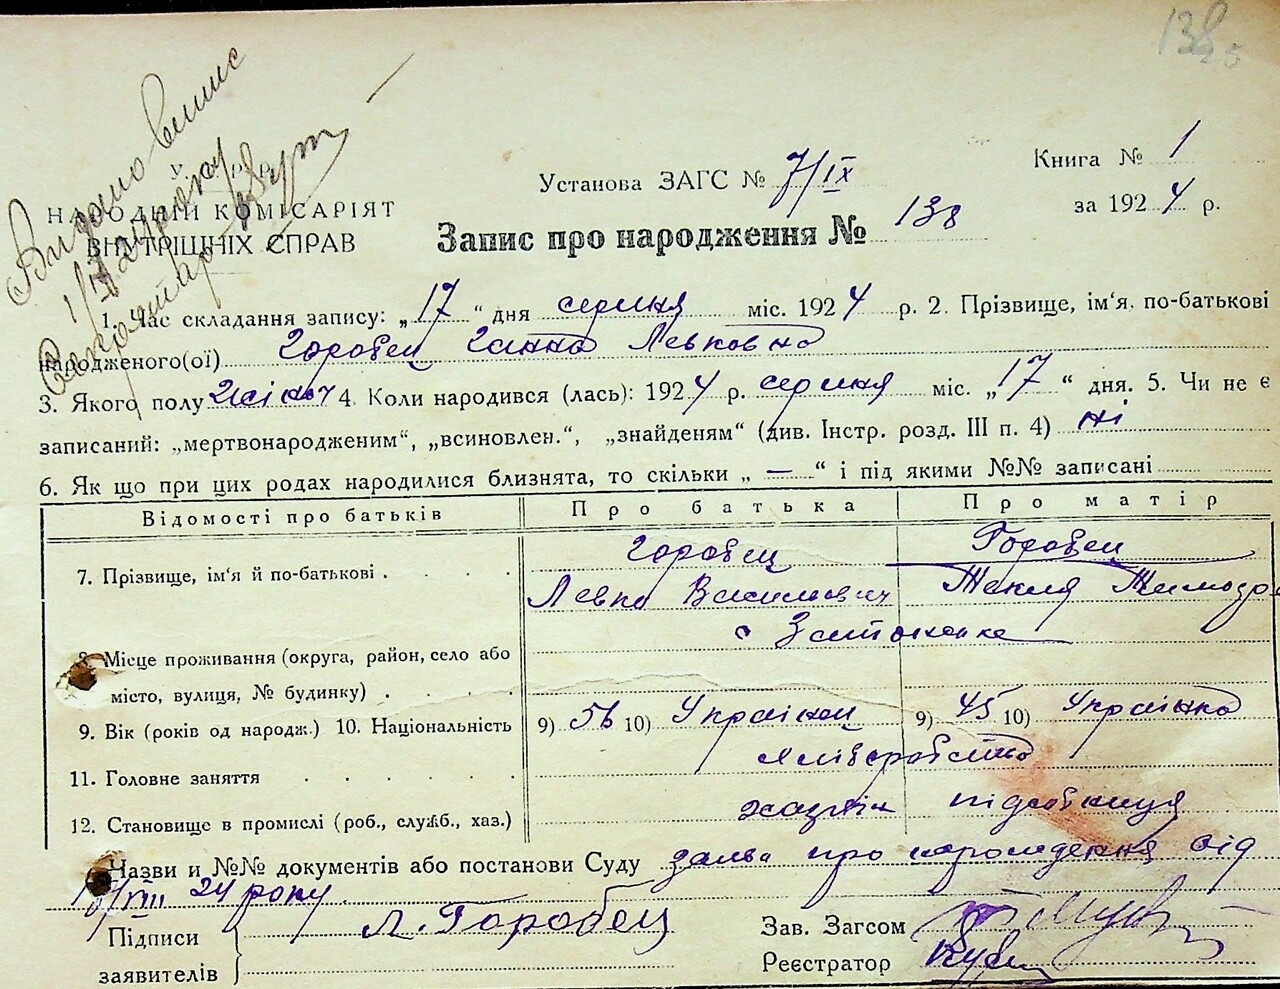 138
Видано випис
У. С. Р. Р.
НАРОДНІЙ КОМІСАРІЯТ
ВНУТРІШНІХ СПРАВ
Установа ЗАГС № 7/IX
Книга № 1
за 1924 р.
Запис про народження № 138
1. Час складання запису: „17“ дня серпня міс. 1924 р. 2. Прізвище, ім'я, по-батькові
народженого(ої) Горобец Ганна Левковна
3. Якого полу жіноч 4. Коли народився (лась): 1924 р. серпня міс. „17“ дня. 5. Чи не є
записаний: „мертвонародженим“, „всиновлен.“, „знайденям“ (див. Інстр. розд. III п. 4) ні
6. Як що при цих родах народилися близнята, то скільки „—“ і під якими №№ записані
Відомості про батьків Про батька Про матір
7. Прізвище, ім'я й по-батькові Горобец Горобец
Левко Василович Текля
8. Місце проживання (округа, район, село або
місто, вулиця, № будинку)
9. Вік (років од народж.) 10. Національність 9) 56 10) Українец 9) 45 10) Українка
11. Головне заняття хліборобство
12. Становище в промислі (роб., служб., хаз.) хазяїн
Назви и №№ документів або постанови Суду заява про народження від
/VIII 24 року
Підписи Л. Горобец
заявителів
Зав. Загсом
Реєстратор